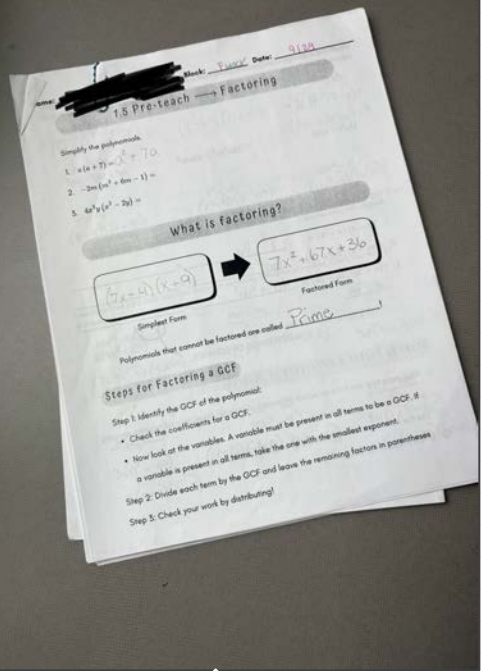 ame: Block: Date: 9/29
1.5 Pre-teach → Factoring
Simplify the polynomials.
1. a(a + 7) = a² + 7a
2. -2m(m² + 6m - 1) =
3. 6x³y(x² - 2y) =
What is factoring?
(7x+4)(x+9)
7x²+67x+36
Simplest Form
Factored Form
Polynomials that cannot be factored are called Prime!
Steps for Factoring a GCF
Step 1: Identify the GCF of the polynomial:
• Check the coefficients for a GCF.
• Now look at the variables. A variable must be present in all terms to be a GCF. If
a variable is present in all terms, take the one with the smallest exponent.
Step 2: Divide each term by the GCF and leave the remaining factors in parentheses
Step 3: Check your work by distributing!